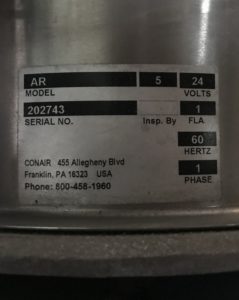 AR 5 24
MODEL VOLTS
202743 1
SERIAL NO. Insp. By FLA
60
HERTZ
CONAIR 455 Allegheny Blvd 1
Franklin, PA 16323 USA PHASE
Phone: 800-458-1960